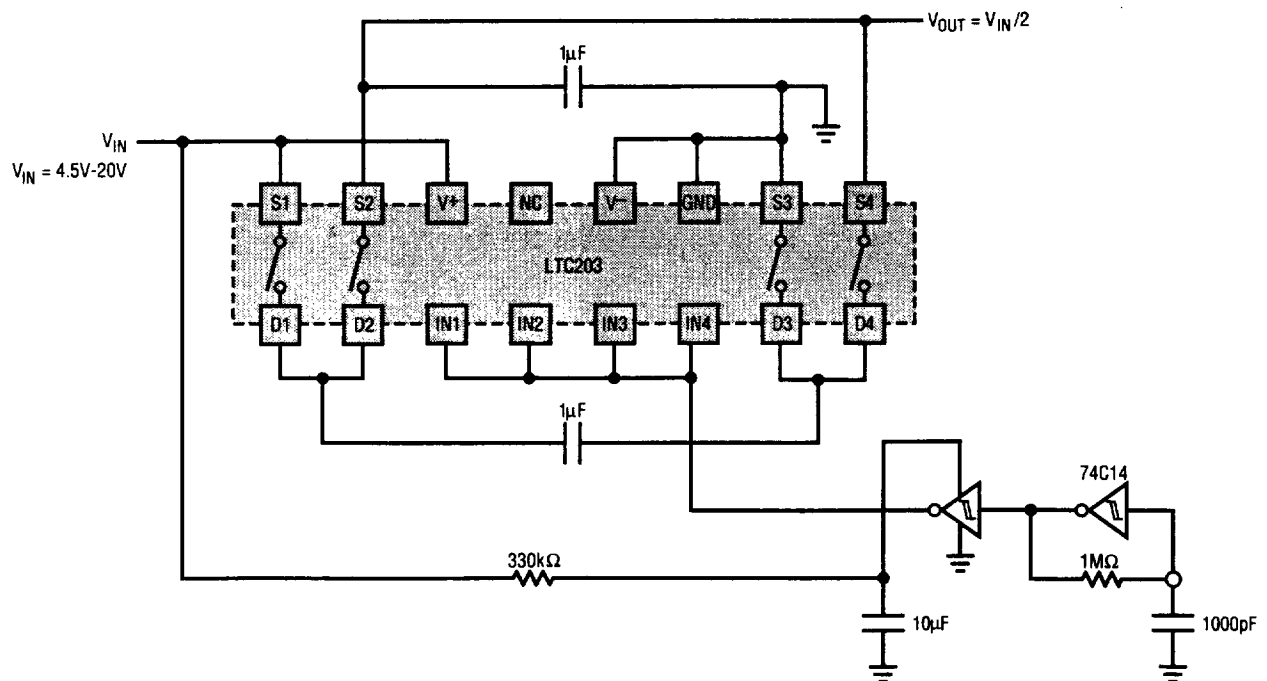 V_OUT = V_IN/2
1µF
V_IN
V_IN = 4.5V-20V
S1 S2 V+ NC V− GND S3 S4
LTC203
D1 D2 IN1 IN2 IN3 IN4 D3 D4
1µF
74C14
330kΩ
1MΩ
10µF
1000pF